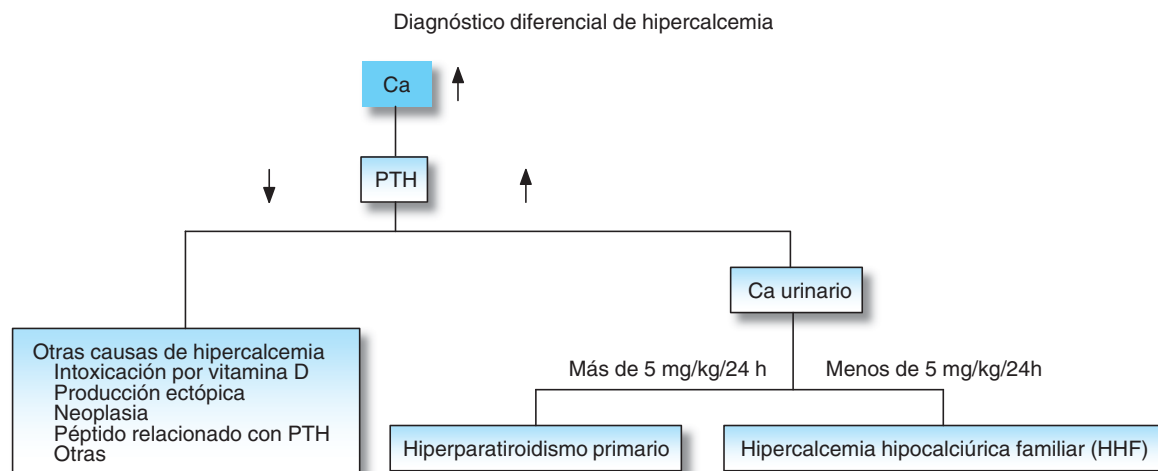 Diagnóstico diferencial de hipercalcemia
Ca
PTH
Ca urinario
Otras causas de hipercalcemia
Intoxicación por vitamina D
Producción ectópica
Neoplasia
Péptido relacionado con PTH
Otras
Más de 5 mg/kg/24 h
Menos de 5 mg/kg/24h
Hiperparatiroidismo primario
Hipercalcemia hipocalciúrica familiar (HHF)